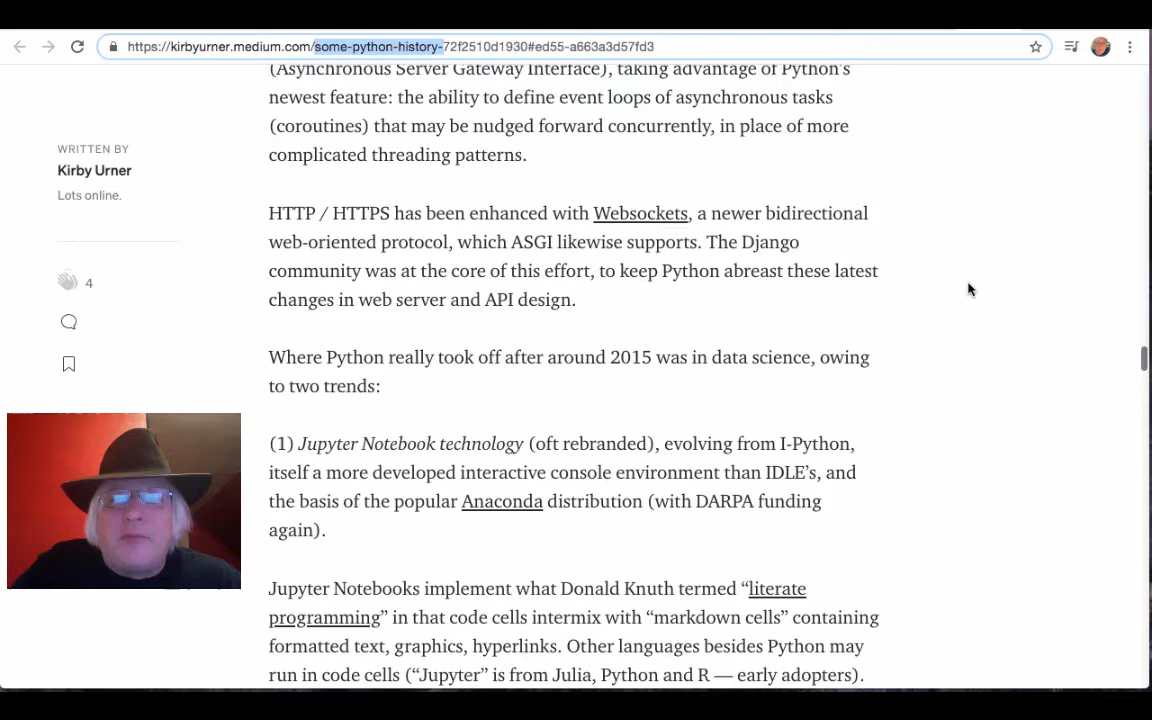 https://kirbyurner.medium.com/some-python-history-72f2510d1930#ed55-a663a3d57fd3
(Asynchronous Server Gateway Interface), taking advantage of Python's
newest feature: the ability to define event loops of asynchronous tasks
(coroutines) that may be nudged forward concurrently, in place of more
complicated threading patterns.
WRITTEN BY
Kirby Urner
Lots online.
4
HTTP / HTTPS has been enhanced with Websockets, a newer bidirectional
web-oriented protocol, which ASGI likewise supports. The Django
community was at the core of this effort, to keep Python abreast these latest
changes in web server and API design.
Where Python really took off after around 2015 was in data science, owing
to two trends:
(1) Jupyter Notebook technology (oft rebranded), evolving from I-Python,
itself a more developed interactive console environment than IDLE's, and
the basis of the popular Anaconda distribution (with DARPA funding
again).
Jupyter Notebooks implement what Donald Knuth termed “literate
programming” in that code cells intermix with “markdown cells” containing
formatted text, graphics, hyperlinks. Other languages besides Python may
run in code cells (“Jupyter” is from Julia, Python and R — early adopters).